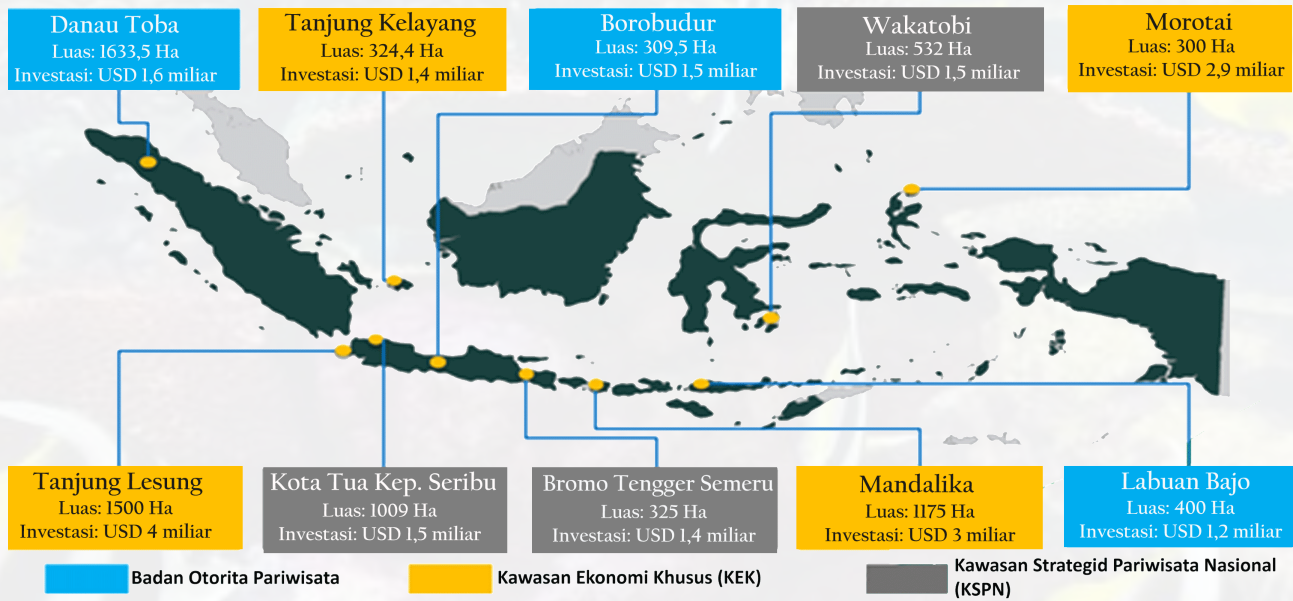 Danau Toba
Luas: 1633,5 Ha
Investasi: USD 1,6 miliar
Tanjung Kelayang
Luas: 324,4 Ha
Investasi: USD 1,4 miliar
Borobudur
Luas: 309,5 Ha
Investasi: USD 1,5 miliar
Wakatobi
Luas: 532 Ha
Investasi: USD 1,5 miliar
Morotai
Luas: 300 Ha
Investasi: USD 2,9 miliar
Tanjung Lesung
Luas: 1500 Ha
Investasi: USD 4 miliar
Kota Tua Kep. Seribu
Luas: 1009 Ha
Investasi: USD 1,5 miliar
Bromo Tengger Semeru
Luas: 325 Ha
Investasi: USD 1,4 miliar
Mandalika
Luas: 1175 Ha
Investasi: USD 3 miliar
Labuan Bajo
Luas: 400 Ha
Investasi: USD 1,2 miliar
Badan Otorita Pariwisata
Kawasan Ekonomi Khusus (KEK)
Kawasan Strategid Pariwisata Nasional
(KSPN)